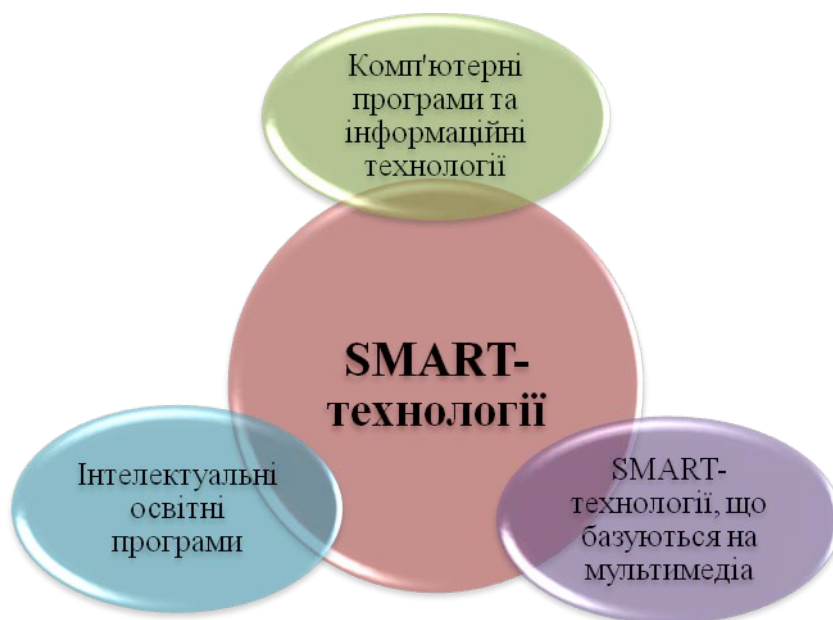 Комп'ютерні
програми та
інформаційні
технології
SMART-
технології
Інтелектуальні
освітні
програми
SMART-
технології, що
базуються на
мультимедіа